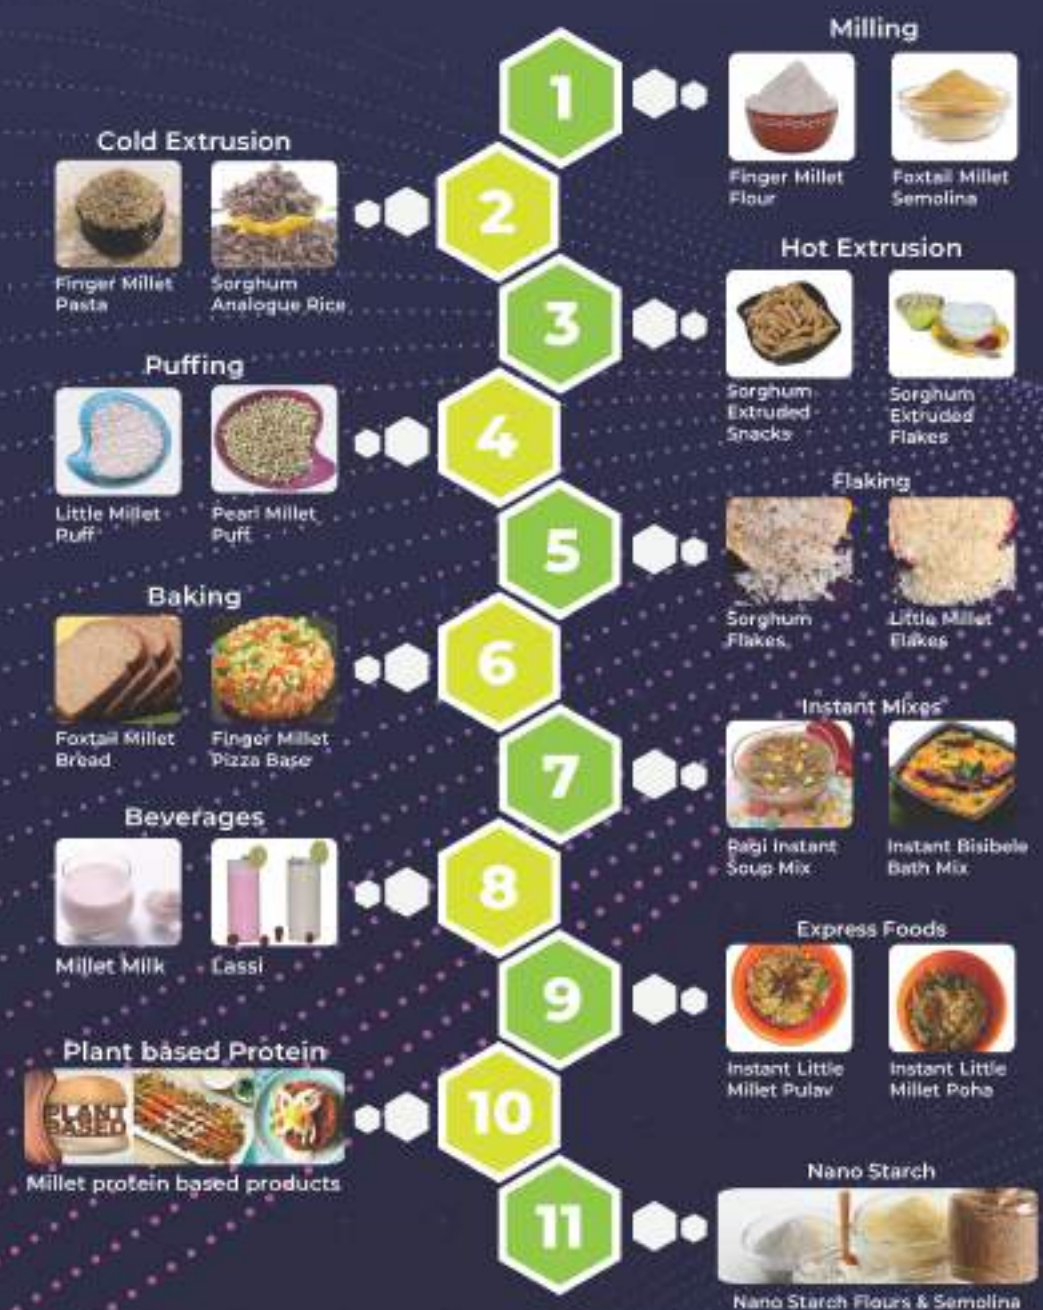 1
Milling
Finger Millet
Flour
Foxtail Millet
Semolina
Cold Extrusion
2
Finger Millet
Pasta
Sorghum
Analogue Rice
Hot Extrusion
3
Sorghum
Extruded
Snacks
Sorghum
Extruded
Flakes
Puffing
4
Little Millet
Puff
Pearl Millet
Puff
Flaking
5
Sorghum
Flakes
Little Millet
Flakes
Baking
6
Foxtail Millet
Bread
Finger Millet
Pizza Base
Instant Mixes
7
Ragi Instant
Soup Mix
Instant Bisibele
Bath Mix
Beverages
8
Millet Milk
Lassi
Express Foods
9
Instant Little
Millet Pulav
Instant Little
Millet Poha
Plant based Protein
10
PLANT
BASED
Millet protein based products
Nano Starch
11
Nano Starch Flours & Semolina